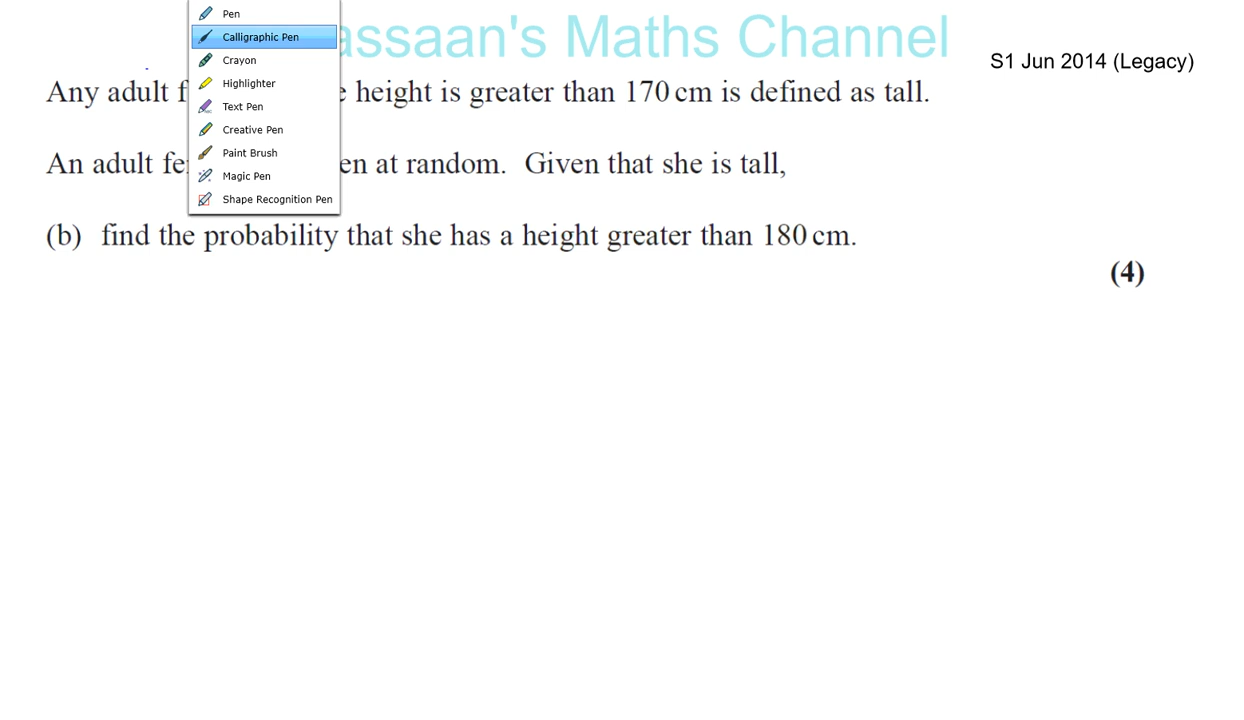 Pen
Calligraphic Pen
Crayon
Highlighter
Text Pen
Creative Pen
Paint Brush
Magic Pen
Shape Recognition Pen
assaan's Maths Channel
S1 Jun 2014 (Legacy)
Any adult f e height is greater than 170 cm is defined as tall.
An adult fe en at random. Given that she is tall,
(b) find the probability that she has a height greater than 180 cm.
(4)